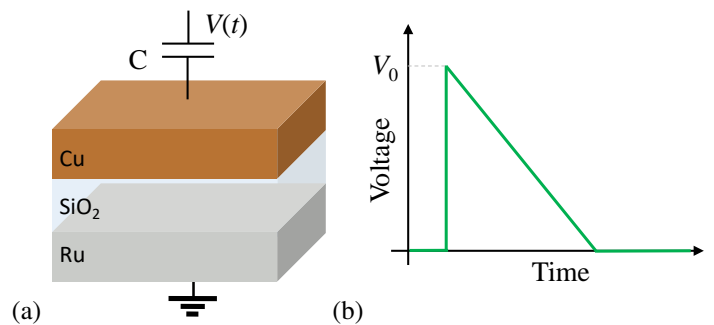 V(t)
C
Cu
SiO₂
Ru
(a)
V₀
Voltage
Time
(b)